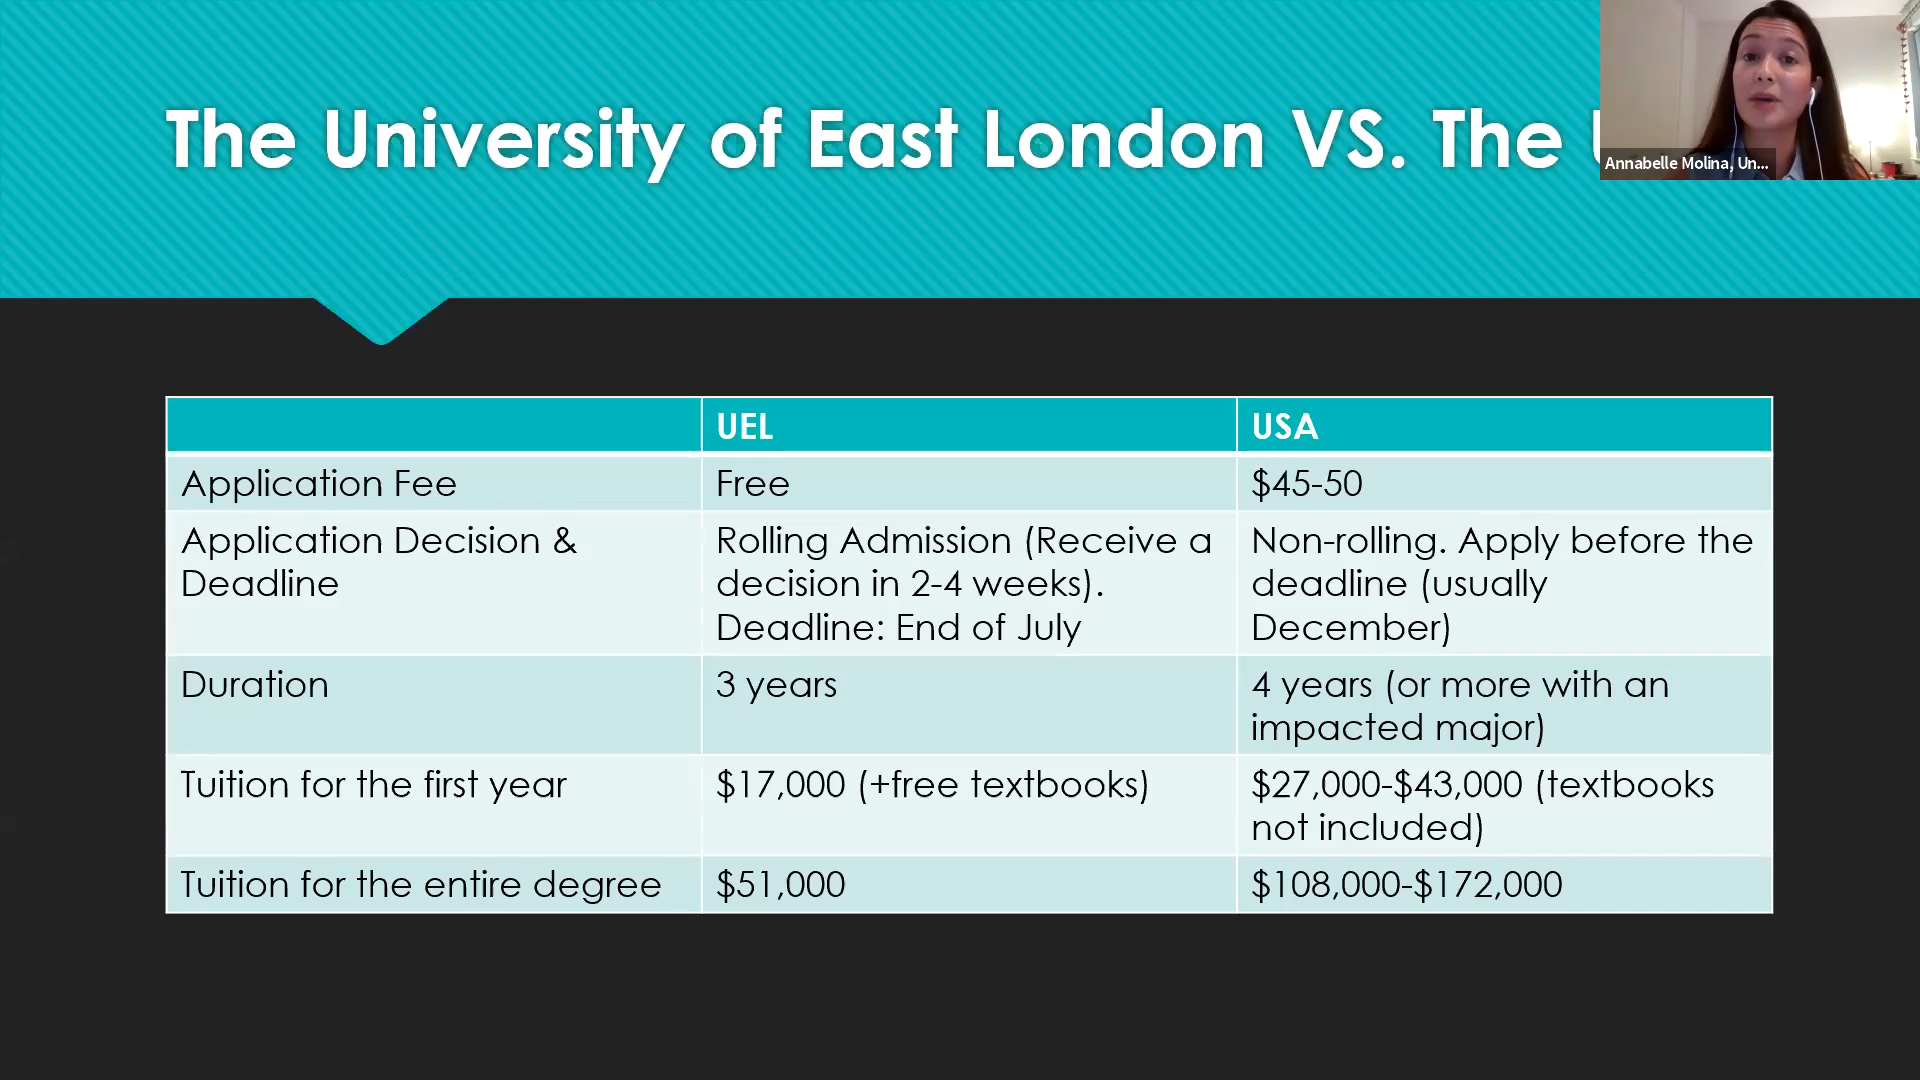 The University of East London VS. The
Annabelle Molina, Un...
UEL
USA
Application Fee
Free
$45-50
Application Decision &
Deadline
Rolling Admission (Receive a
decision in 2-4 weeks).
Deadline: End of July
Non-rolling. Apply before the
deadline (usually
December)
Duration
3 years
4 years (or more with an
impacted major)
Tuition for the first year
$17,000 (+free textbooks)
$27,000-$43,000 (textbooks
not included)
Tuition for the entire degree
$51,000
$108,000-$172,000